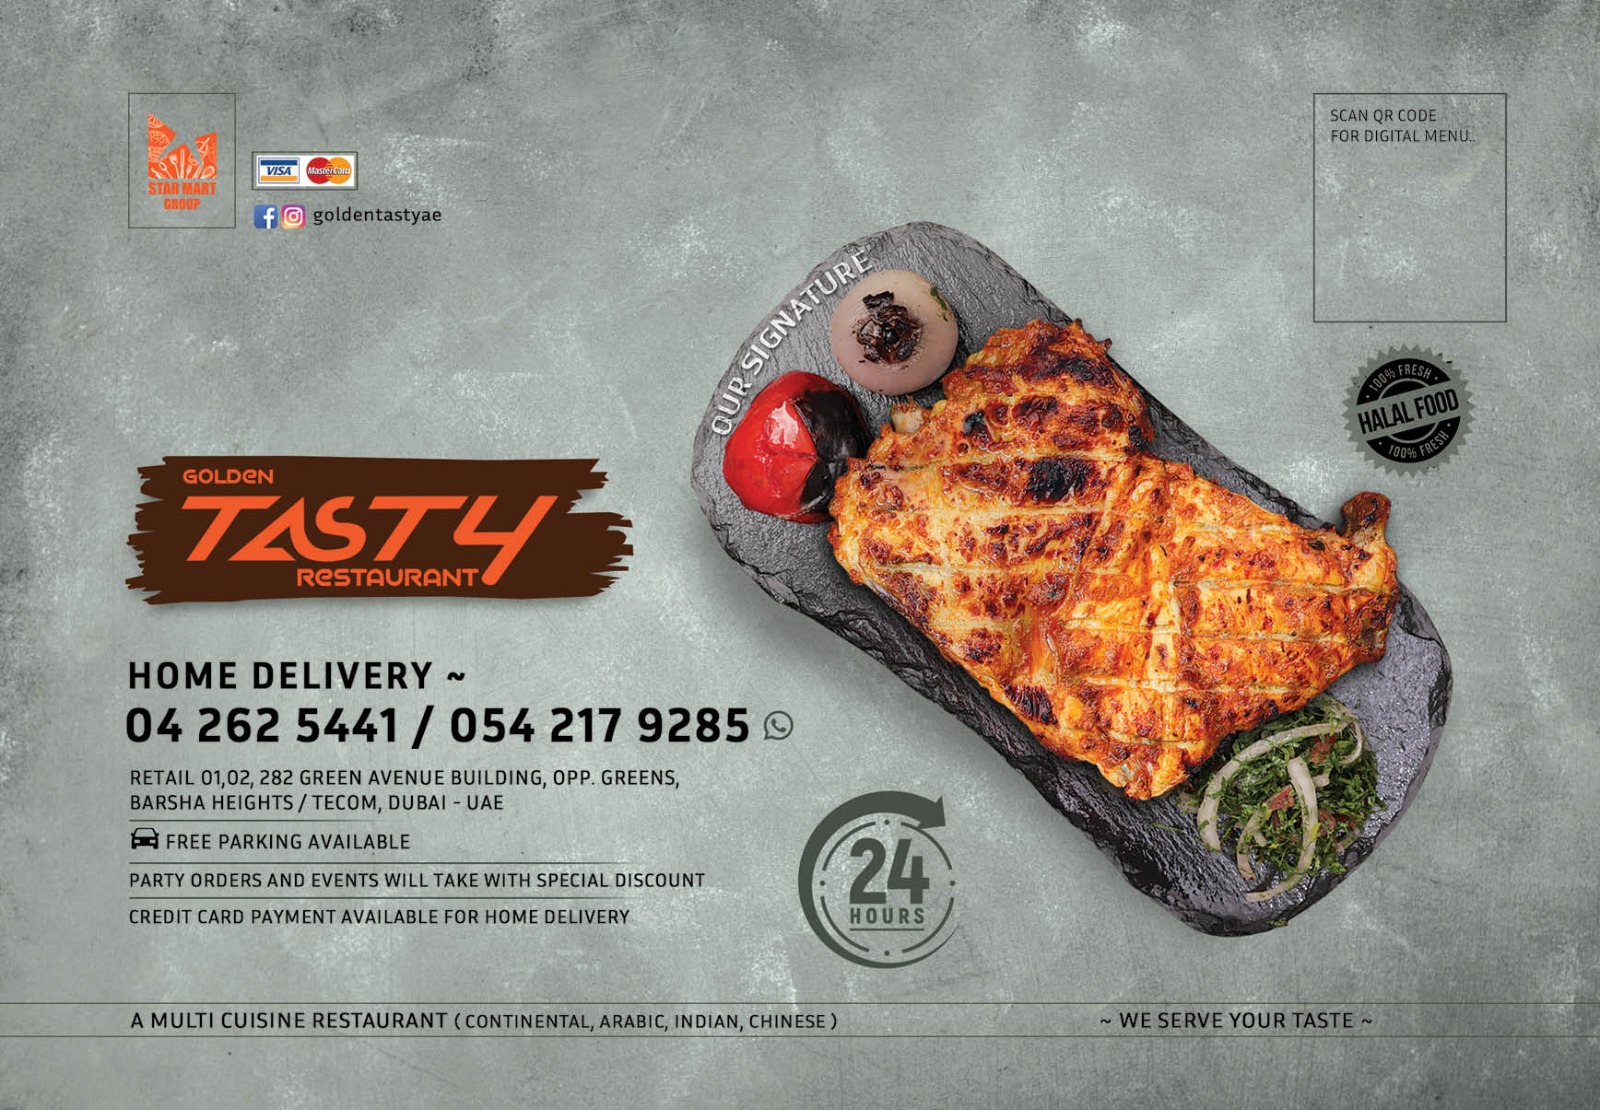 STAR MART
GROUP
VISA
MasterCard
goldentastyae
SCAN QR CODE
FOR DIGITAL MENU..
OUR SIGNATURE
100% FRESH
HALAL FOOD
100% FRESH
GOLDEN
TASTY
RESTAURANT
HOME DELIVERY ~
04 262 5441 / 054 217 9285
RETAIL 01,02, 282 GREEN AVENUE BUILDING, OPP. GREENS,
BARSHA HEIGHTS / TECOM, DUBAI - UAE
FREE PARKING AVAILABLE
PARTY ORDERS AND EVENTS WILL TAKE WITH SPECIAL DISCOUNT
CREDIT CARD PAYMENT AVAILABLE FOR HOME DELIVERY
24
HOURS
A MULTI CUISINE RESTAURANT ( CONTINENTAL, ARABIC, INDIAN, CHINESE )
~ WE SERVE YOUR TASTE ~